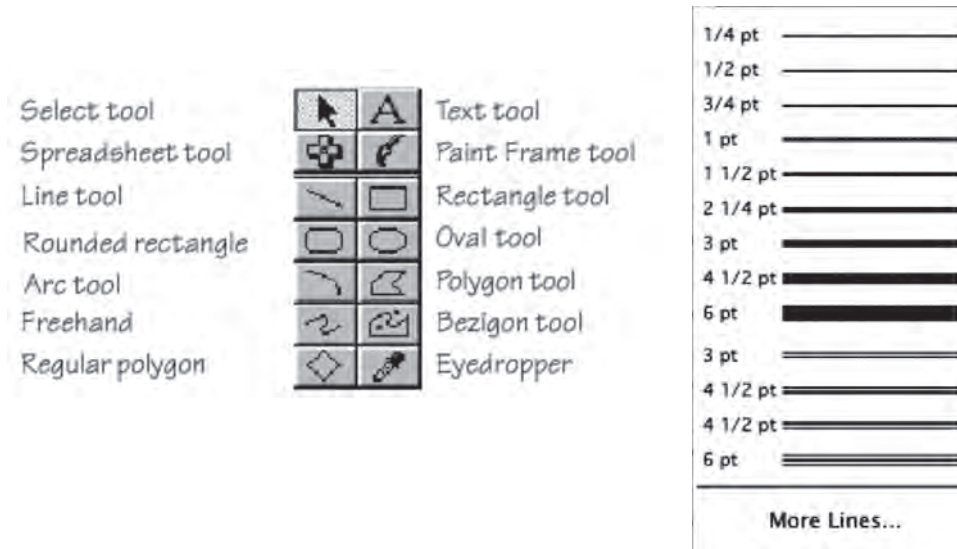 Select tool
Spreadsheet tool
Line tool
Rounded rectangle
Arc tool
Freehand
Regular polygon
A
Text tool
Paint Frame tool
Rectangle tool
Oval tool
Polygon tool
Bezigon tool
Eyedropper
1/4 pt
1/2 pt
3/4 pt
1 pt
1 1/2 pt
2 1/4 pt
3 pt
4 1/2 pt
6 pt
3 pt
4 1/2 pt
4 1/2 pt
6 pt
More Lines...